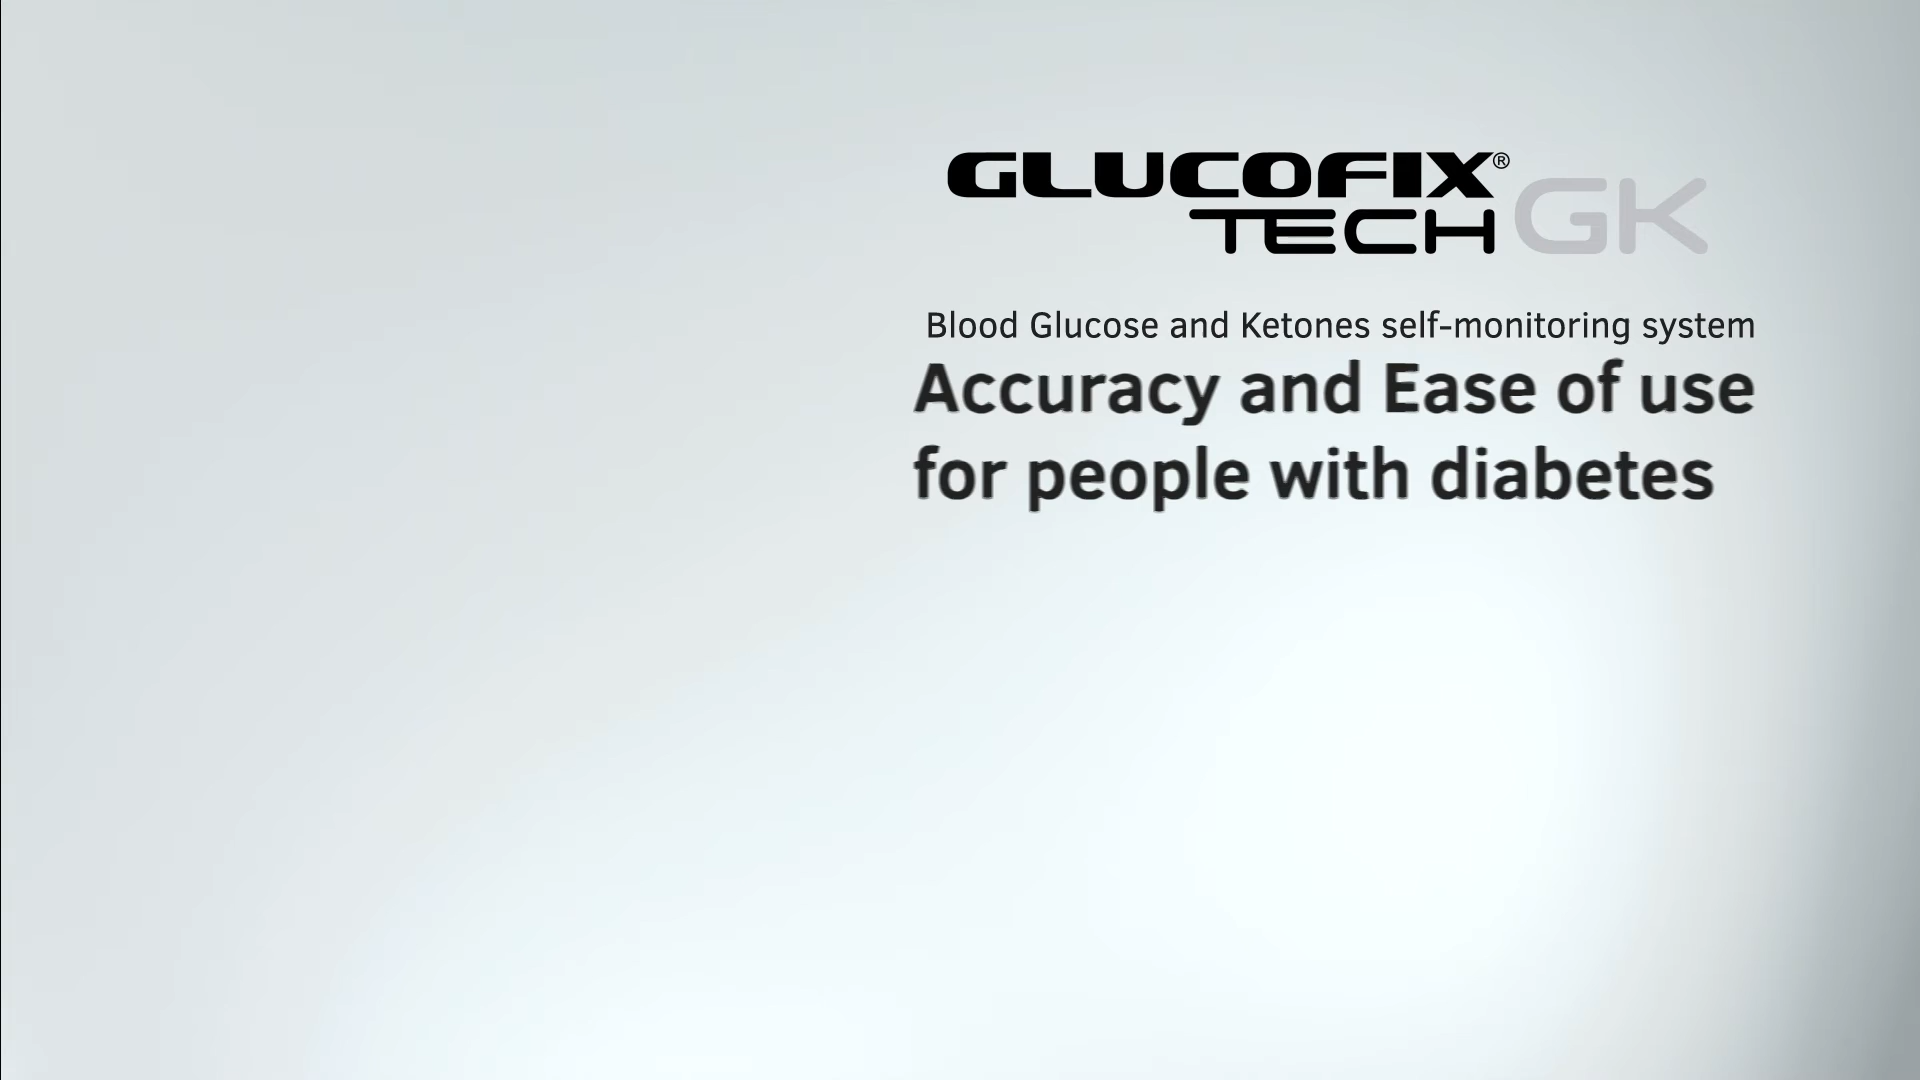 GLUCOFIX®
TECH GK
Blood Glucose and Ketones self-monitoring system
Accuracy and Ease of use
for people with diabetes